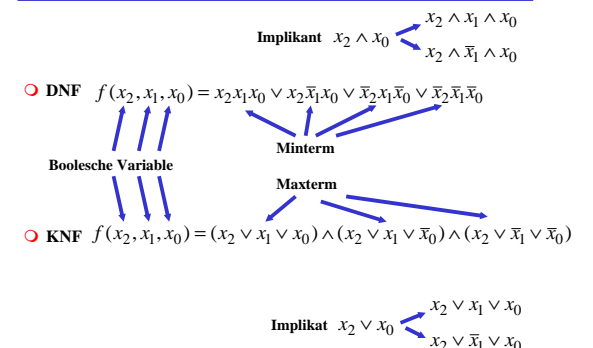 x₂ ∧ x₁ ∧ x₀
Implikant x₂ ∧ x₀
x₂ ∧ x̄₁ ∧ x₀
DNF f(x₂, x₁, x₀) = x₂x₁x₀ ∨ x₂x̄₁x₀ ∨ x̄₂x₁x̄₀ ∨ x̄₂x̄₁x̄₀
Minterm
Boolesche Variable
Maxterm
KNF f(x₂, x₁, x₀) = (x₂ ∨ x₁ ∨ x₀) ∧ (x₂ ∨ x₁ ∨ x̄₀) ∧ (x₂ ∨ x̄₁ ∨ x̄₀)
x₂ ∨ x₁ ∨ x₀
Implikat x₂ ∨ x₀
x₂ ∨ x̄₁ ∨ x₀